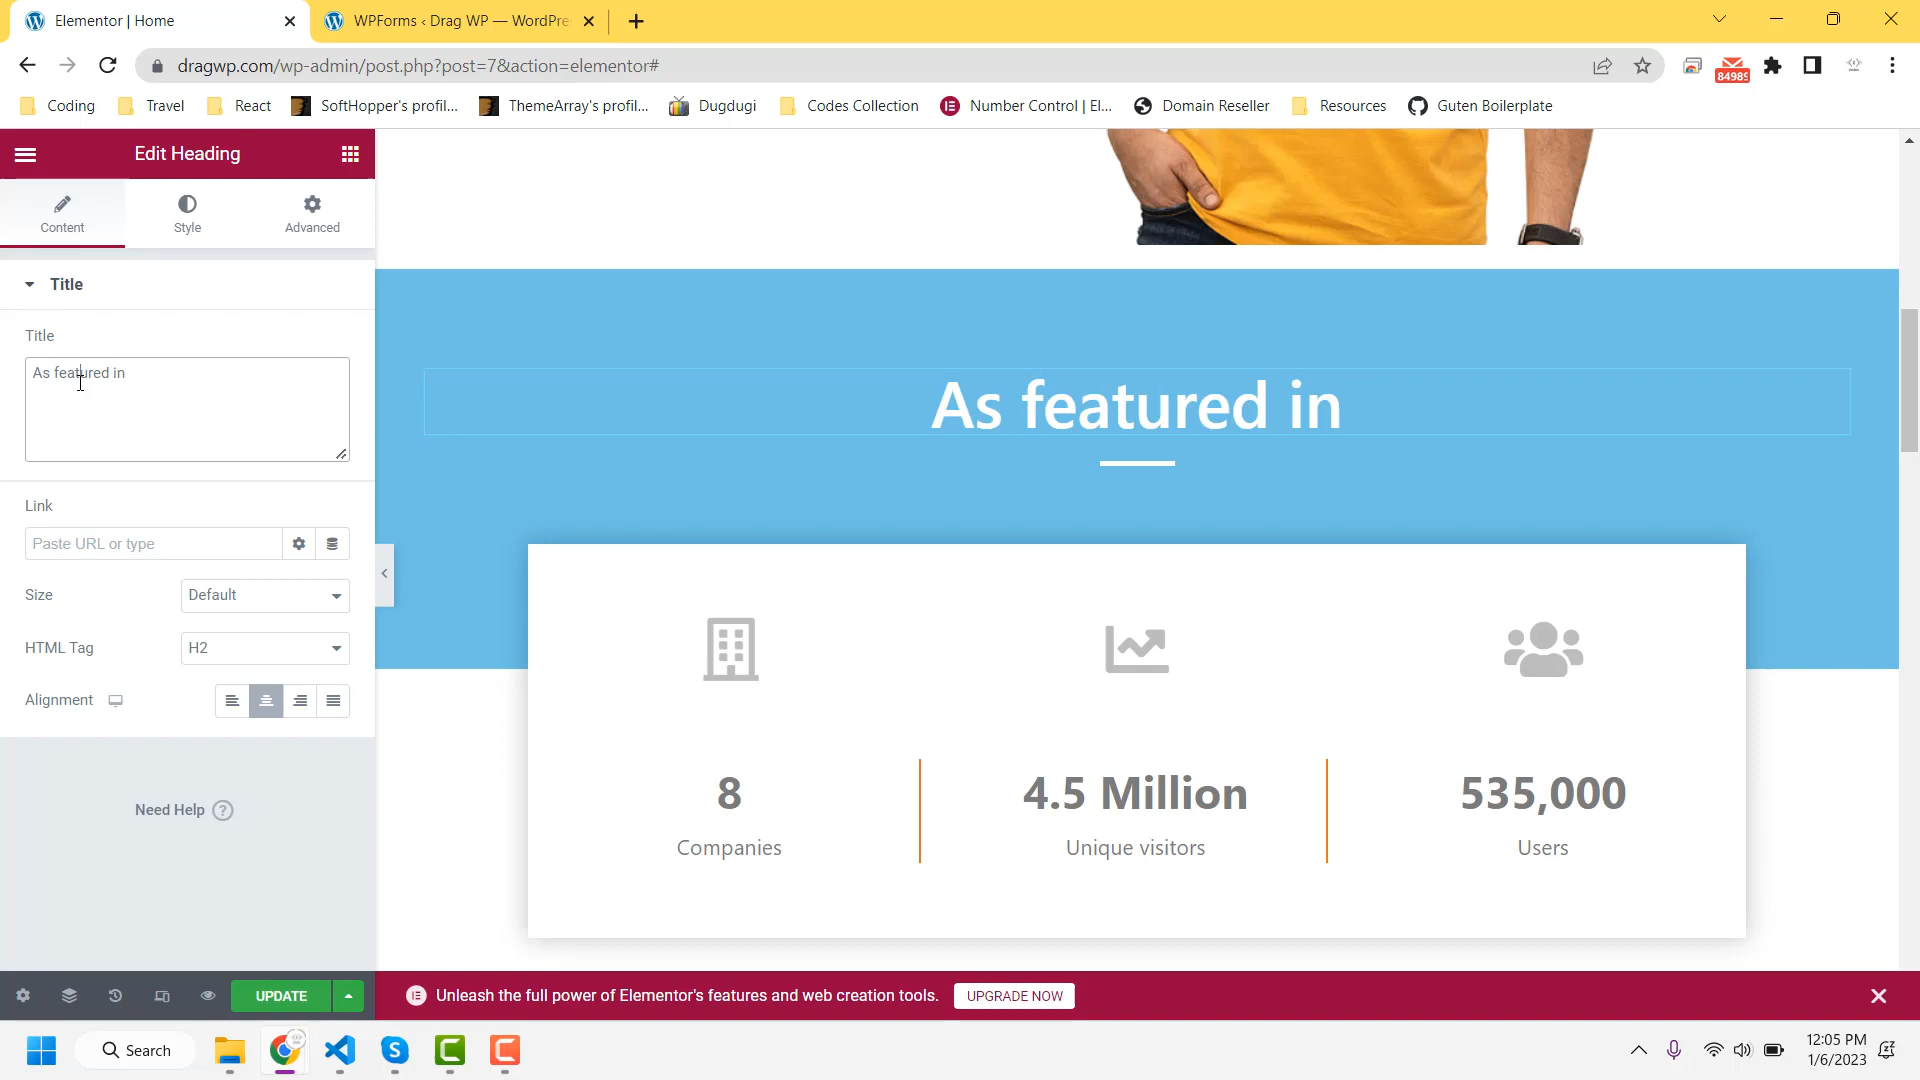 Elementor | Home
WPForms ‹ Drag WP — WordPre
dragwp.com/wp-admin/post.php?post=7&action=elementor#
84989
Coding
Travel
React
SoftHopper's profil...
ThemeArray's profil...
Dugdugi
Codes Collection
Number Control | El...
Domain Reseller
Resources
Guten Boilerplate
Edit Heading
Content
Style
Advanced
Title
Title
As featured in
Link
Paste URL or type
Size
Default
HTML Tag
H2
Alignment
Need Help ?
As featured in
8
Companies
4.5 Million
Unique visitors
535,000
Users
UPDATE
Unleash the full power of Elementor's features and web creation tools.
UPGRADE NOW
Search
12:05 PM
1/6/2023